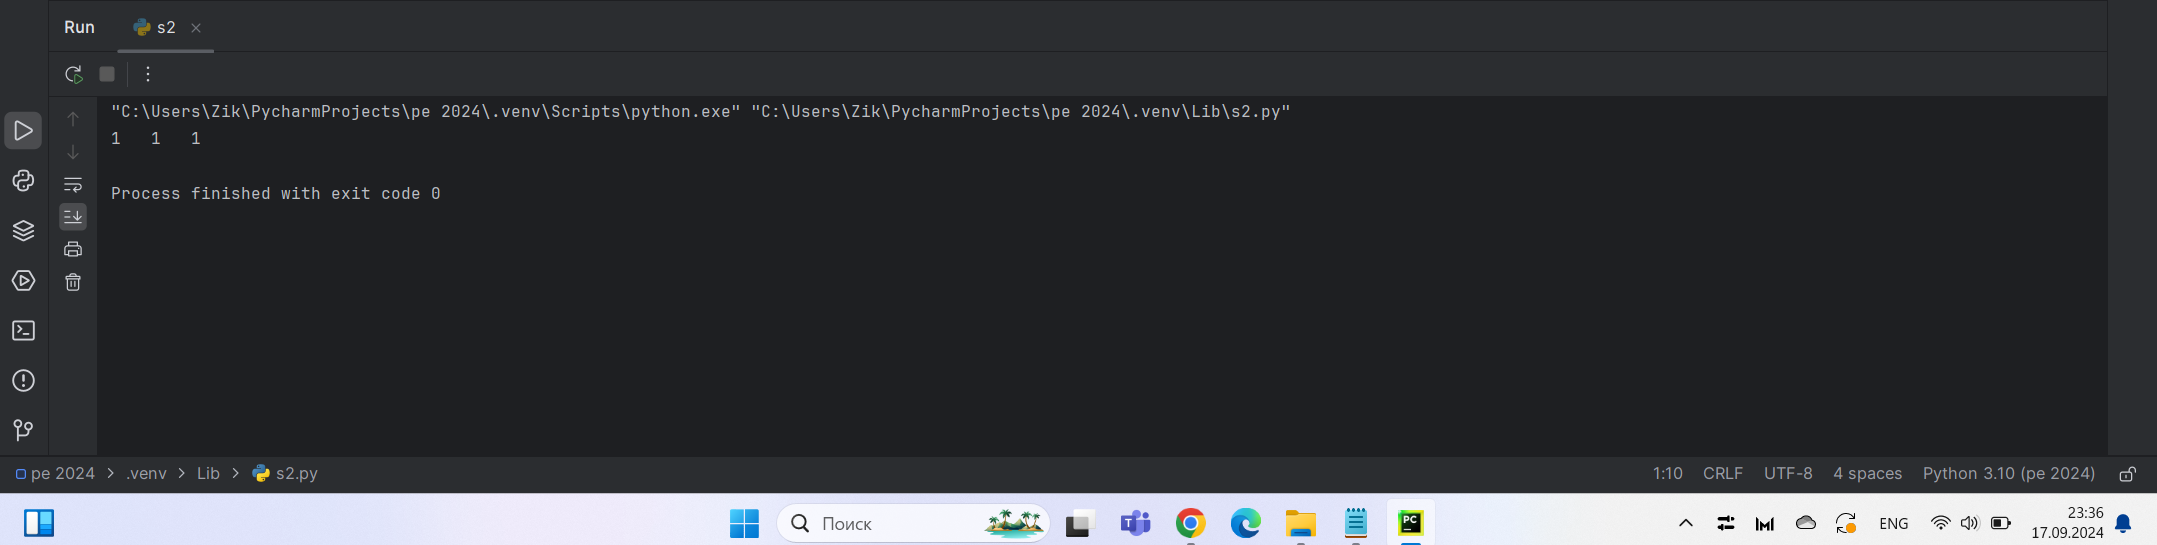 Run s2
"C:\Users\Zik\PycharmProjects\pe 2024\.venv\Scripts\python.exe" "C:\Users\Zik\PycharmProjects\pe 2024\.venv\Lib\s2.py"
1   1   1
Process finished with exit code 0
pe 2024 > .venv > Lib > s2.py 1:10 CRLF UTF-8 4 spaces Python 3.10 (pe 2024)
Поиск T PC ENG 23:36
17.09.2024